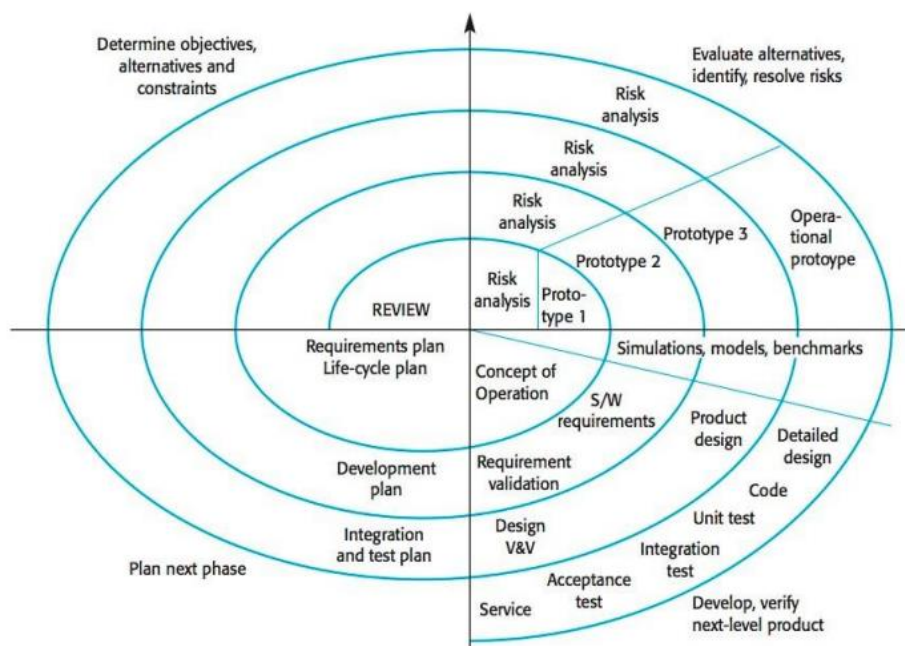 Determine objectives,
alternatives and
constraints
Evaluate alternatives,
identify, resolve risks
Risk
analysis
Risk
analysis
Risk
analysis
Opera-
tional
protoype
Prototype 3
Prototype 2
Risk
analysis
Proto-
type 1
REVIEW
Requirements plan
Life-cycle plan
Simulations, models, benchmarks
Concept of
Operation
S/W
requirements
Product
design
Detailed
design
Development
plan
Requirement
validation
Code
Unit test
Integration
and test plan
Design
V&V
Integration
test
Plan next phase
Acceptance
test
Service
Develop, verify
next-level product